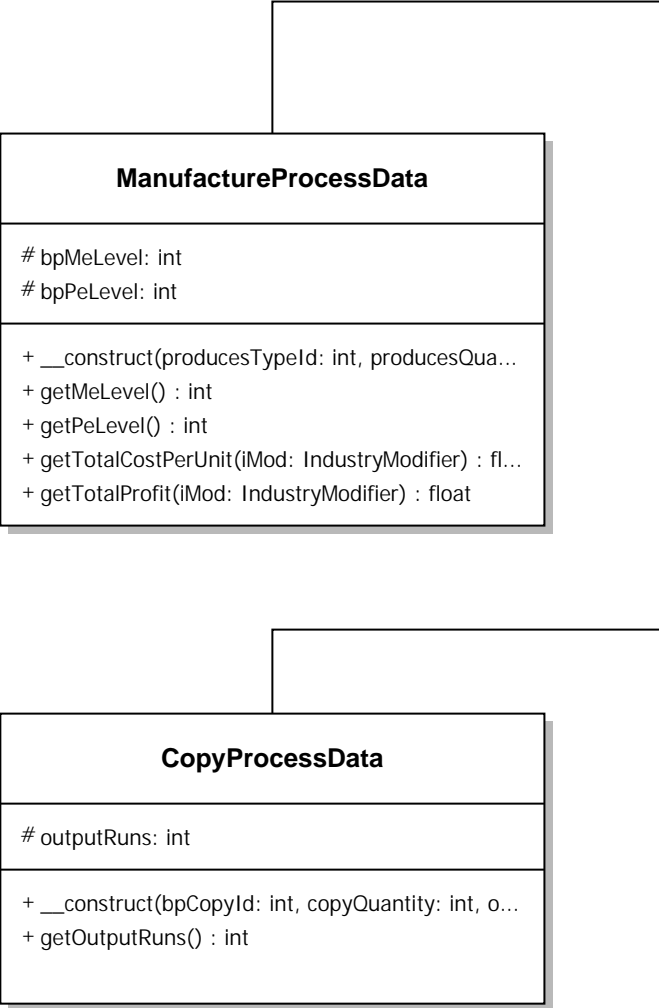 ManufactureProcessData
# bpMeLevel: int
# bpPeLevel: int
+ __construct(producesTypeId: int, producesQua...
+ getMeLevel() : int
+ getPeLevel() : int
+ getTotalCostPerUnit(iMod: IndustryModifier) : fl...
+ getTotalProfit(iMod: IndustryModifier) : float
CopyProcessData
# outputRuns: int
+ __construct(bpCopyId: int, copyQuantity: int, o...
+ getOutputRuns() : int